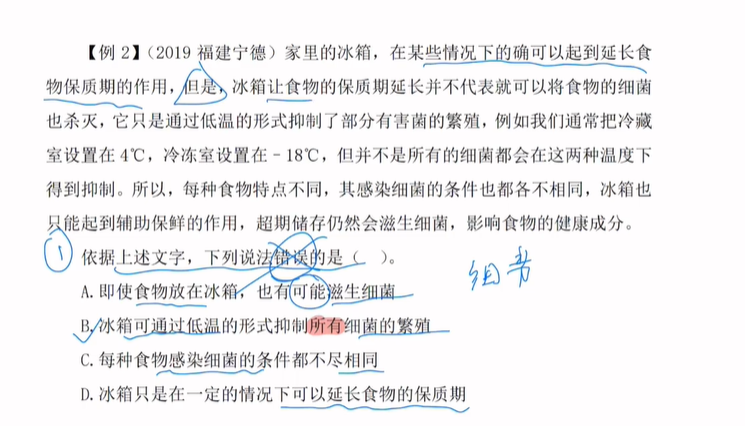 【例 2】(2019 福建宁德) 家里的冰箱，在某些情况下的确可以起到延长食
物保质期的作用，但是，冰箱让食物的保质期延长并不代表就可以将食物的细菌
也杀灭，它只是通过低温的形式抑制了部分有害菌的繁殖，例如我们通常把冷藏
室设置在 4℃，冷冻室设置在－18℃，但并不是所有的细菌都会在这两种温度下
得到抑制。所以，每种食物特点不同，其感染细菌的条件也都各不相同，冰箱也
只能起到辅助保鲜的作用，超期储存仍然会滋生细菌，影响食物的健康成分。
1 依据上述文字，下列说法错误的是（ ）。
细节
A. 即使食物放在冰箱，也有可能滋生细菌
B. 冰箱可通过低温的形式抑制所有细菌的繁殖
C. 每种食物感染细菌的条件都不尽相同
D. 冰箱只是在一定的情况下可以延长食物的保质期